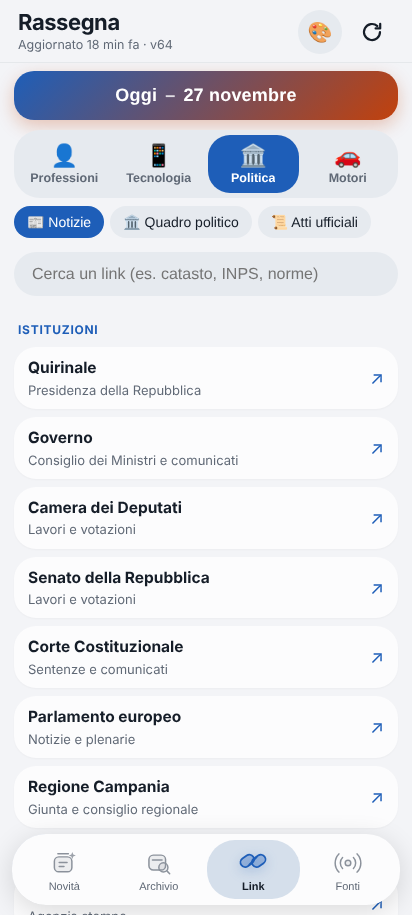 Rassegna
Aggiornato 18 min fa · v64
Oggi – 27 novembre
Professioni
Tecnologia
Politica
Motori
Notizie
Quadro politico
Atti ufficiali
Cerca un link (es. catasto, INPS, norme)
ISTITUZIONI
Quirinale
Presidenza della Repubblica
Governo
Consiglio dei Ministri e comunicati
Camera dei Deputati
Lavori e votazioni
Senato della Repubblica
Lavori e votazioni
Corte Costituzionale
Sentenze e comunicati
Parlamento europeo
Notizie e plenarie
Regione Campania
Giunta e consiglio regionale
Novità
Archivio
Link
Fonti